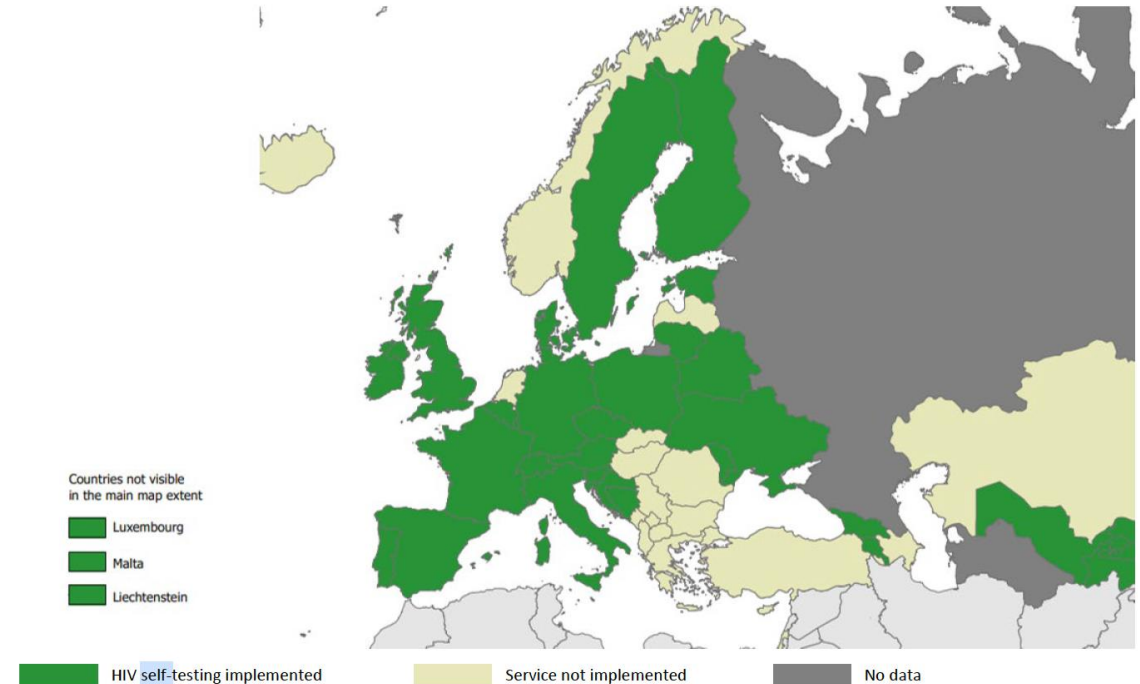 Countries not visible
in the main map extent
Luxembourg
Malta
Liechtenstein
HIV self-testing implemented
Service not implemented
No data